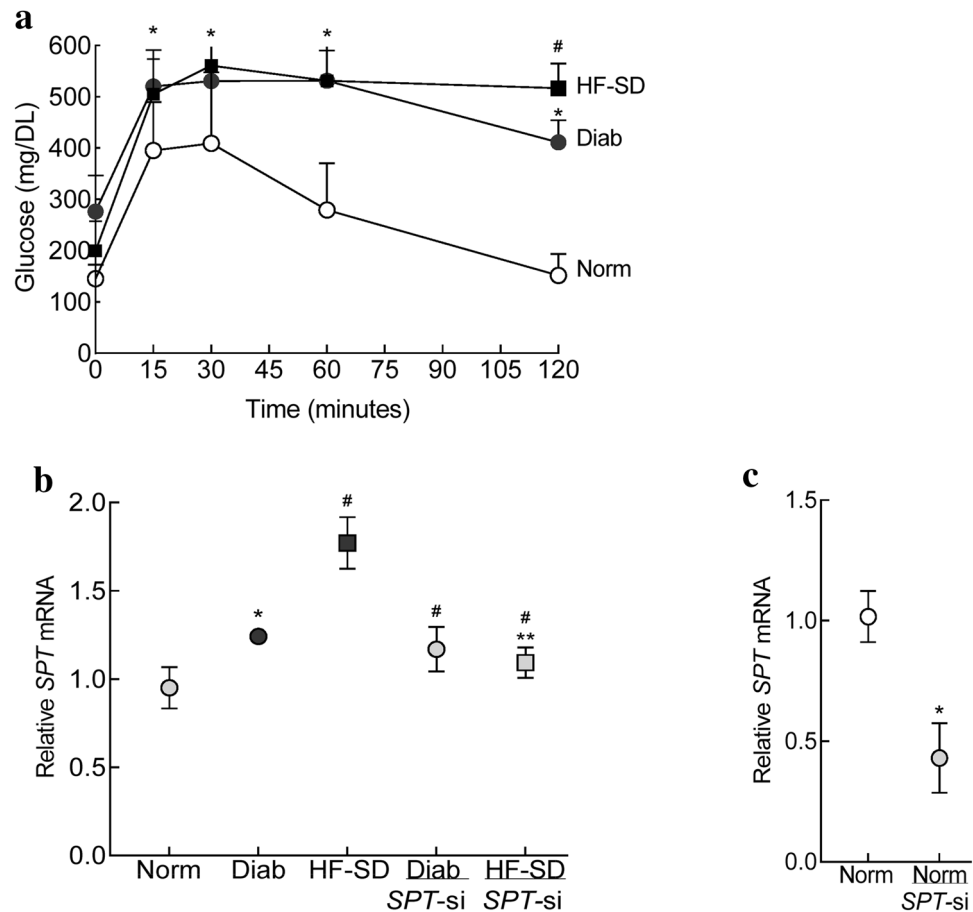 a
* * * #
600
500
400
300
200
100
0
Glucose (mg/DL)
HF-SD
*
Diab
Norm
0 15 30 45 60 75 90 105 120
Time (minutes)
b
2.0
1.5
1.0
0.5
0.0
Relative SPT mRNA
* # # #
**
Norm Diab HF-SD Diab HF-SD
SPT-si SPT-si
c
1.5
1.0
0.5
0.0
Relative SPT mRNA
*
Norm Norm
SPT-si